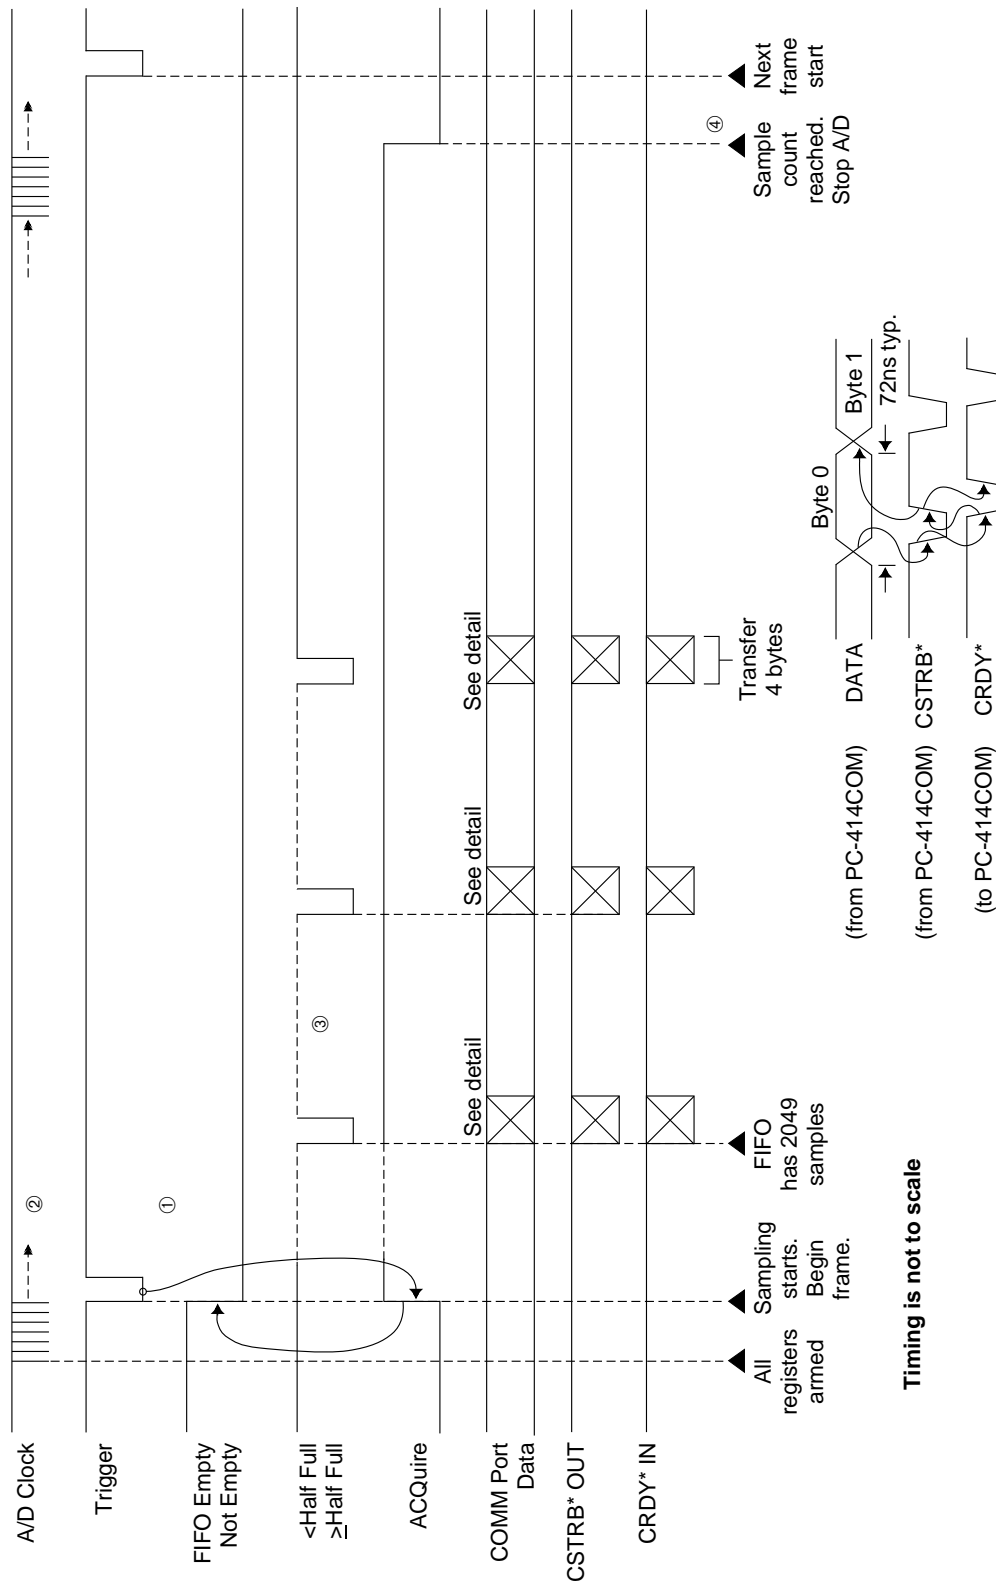 A/D Clock
②
Trigger
①
FIFO Empty
Not Empty
<Half Full
≥Half Full
③
ACQuire
COMM Port
Data
See detail
See detail
See detail
CSTRB* OUT
CRDY* IN
Transfer
4 bytes
All
registers
armed
Sampling
starts.
Begin
frame.
FIFO
has 2049
samples
④
Sample
count
reached.
Stop A/D
Next
frame
start
Timing is not to scale
Byte 0
Byte 1
(from PC-414COM) DATA
72ns typ.
(from PC-414COM) CSTRB*
(to PC-414COM) CRDY*